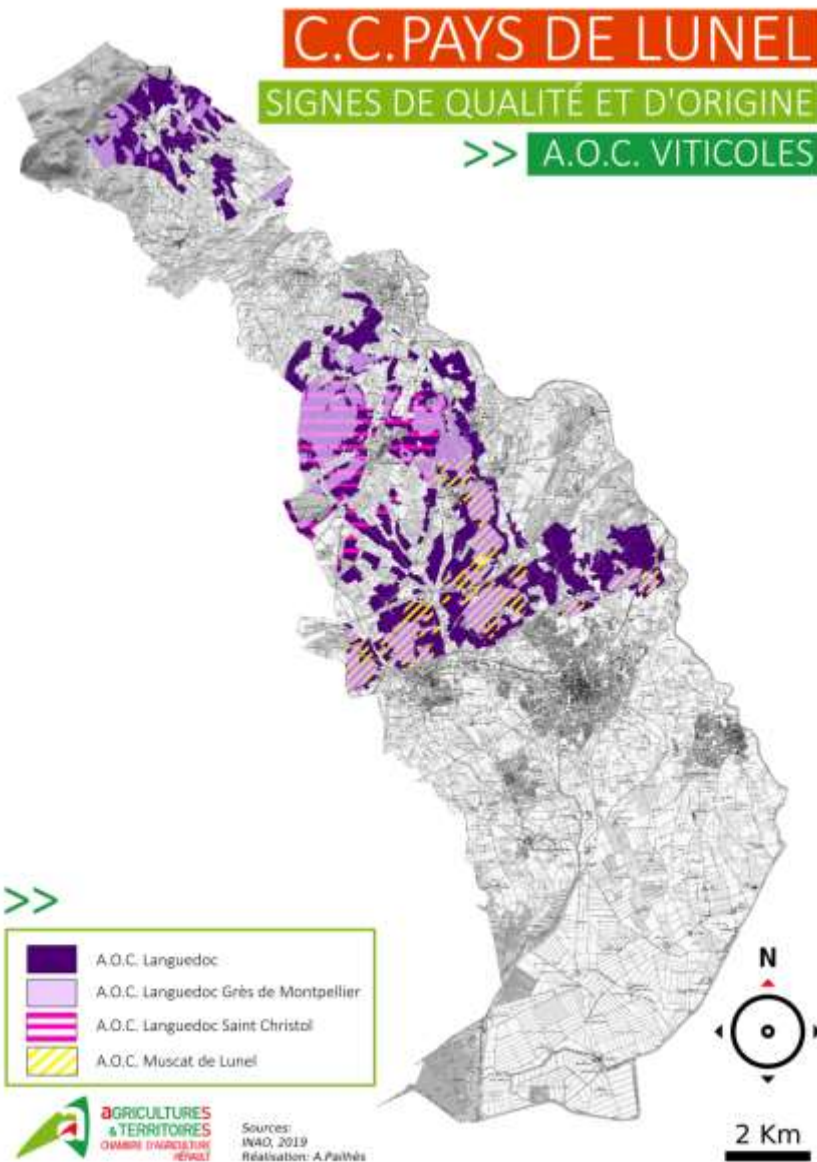 C.C.PAYS DE LUNEL
SIGNES DE QUALITÉ ET D'ORIGINE
>> A.O.C. VITICOLES
>>
A.O.C. Languedoc
A.O.C. Languedoc Grès de Montpellier
A.O.C. Languedoc Saint Christol
A.O.C. Muscat de Lunel
N
AGRICULTURES
& TERRITOIRES
CHAMBRE D'AGRICULTURE
HÉRAULT
Sources:
INAO, 2019
Réalisation: A.Pailhès
2 Km